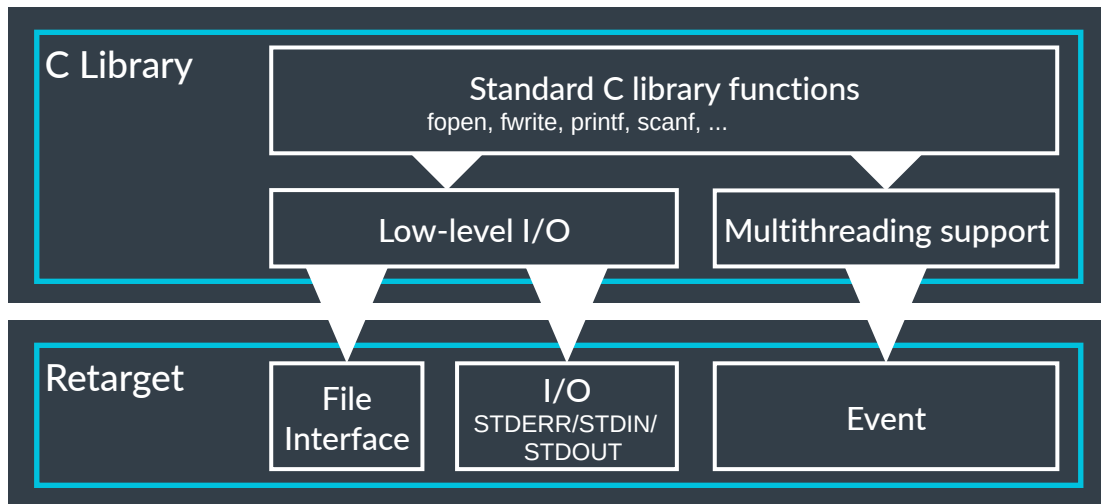 C Library
Standard C library functions
fopen, fwrite, printf, scanf, ...
Low-level I/O
Multithreading support
Retarget
File
Interface
I/O
STDERR/STDIN/
STDOUT
Event